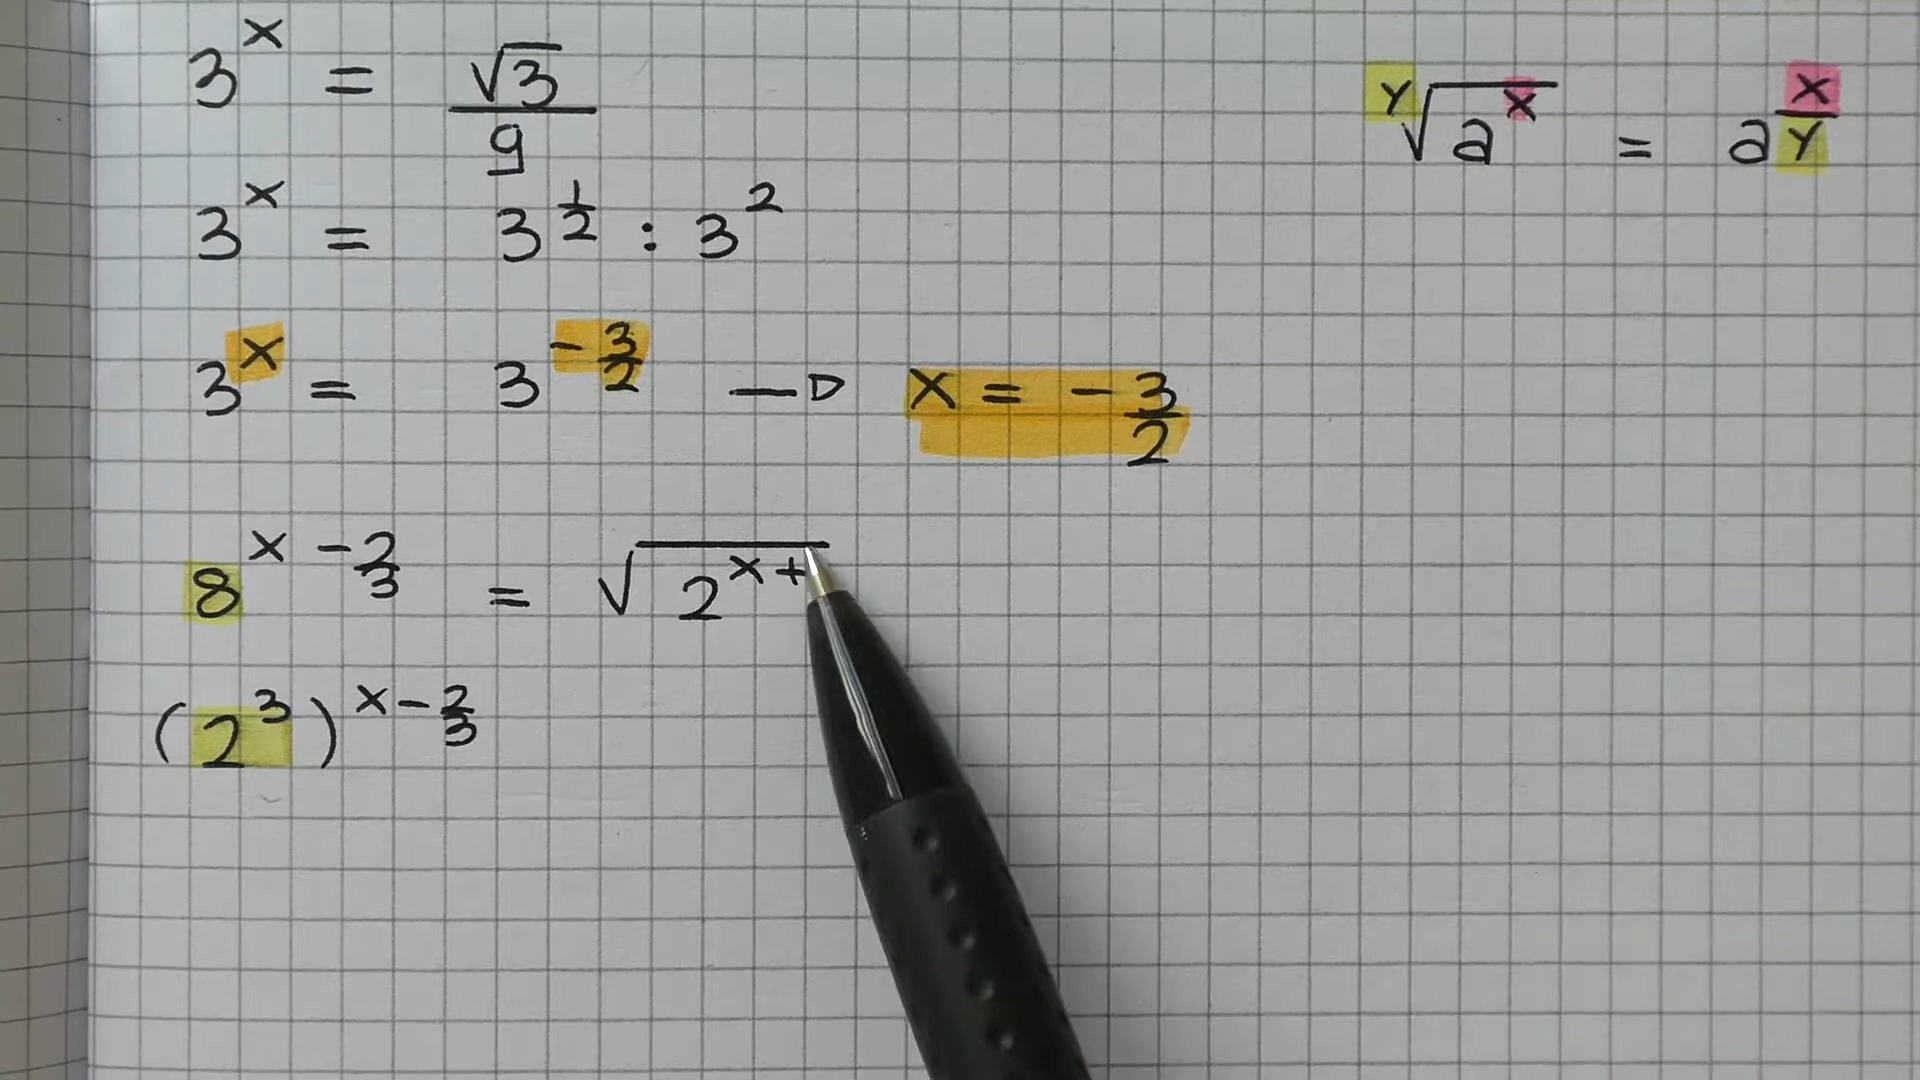 3^x = √3/9
ʸ√(a^x) = a^(x/y)
3^x = 3^(1/2) : 3^2
3^x = 3^(-3/2) —▷ x = -3/2
8^(x - 2/3) = √(2^(x+
(2^3)^(x - 2/3)